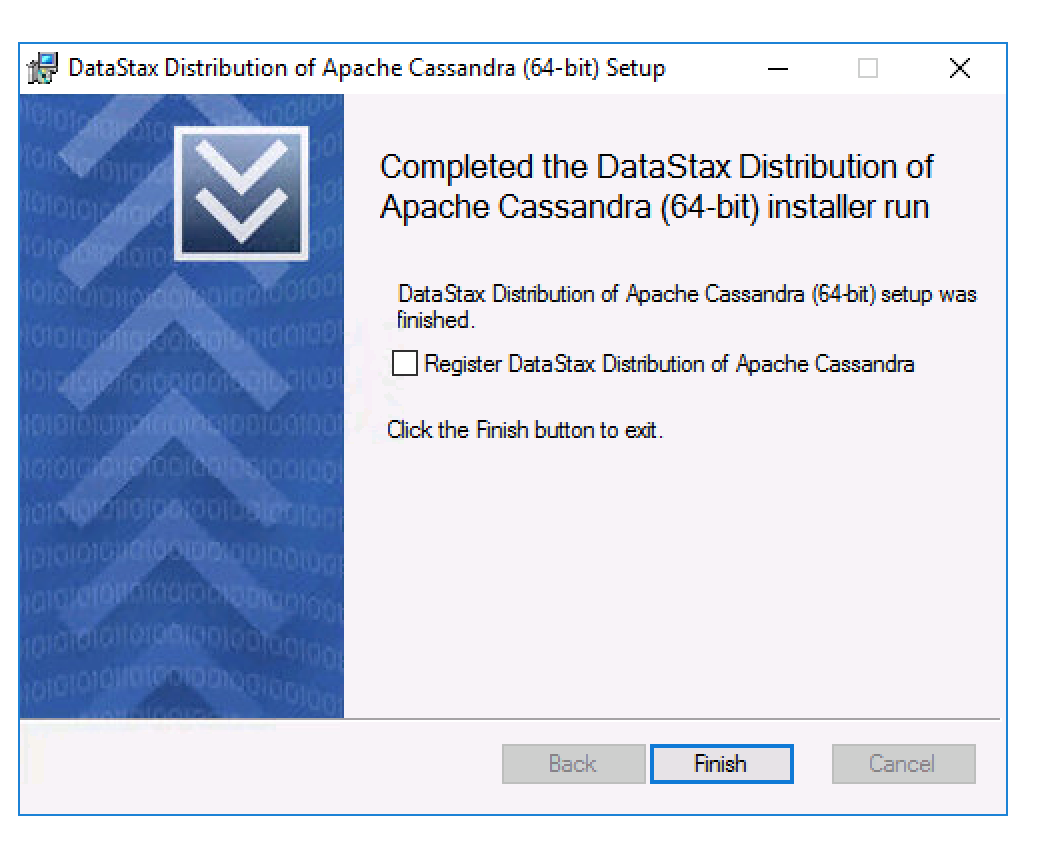 DataStax Distribution of Apache Cassandra (64-bit) Setup
Completed the DataStax Distribution of
Apache Cassandra (64-bit) installer run
DataStax Distribution of Apache Cassandra (64-bit) setup was
finished.
Register DataStax Distribution of Apache Cassandra
Click the Finish button to exit.
Back
Finish
Cancel